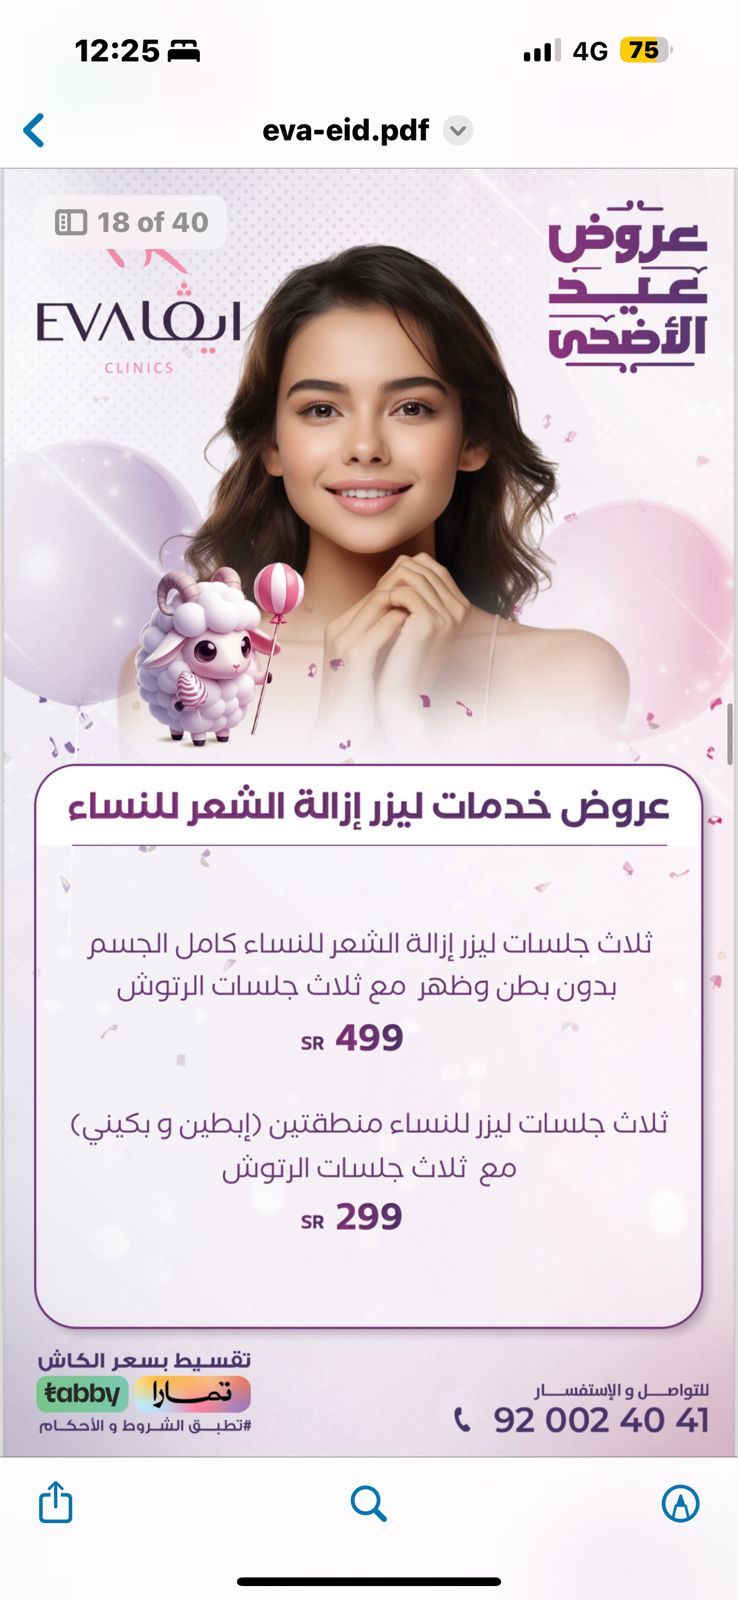 12:25
4G 75
eva-eid.pdf
18 of 40
EVA ايفا
CLINICS
عروض
عيد
الأضحى
عروض خدمات ليزر إزالة الشعر للنساء
ثلاث جلسات ليزر إزالة الشعر للنساء كامل الجسم
بدون بطن وظهر مع ثلاث جلسات الرتوش
SR 499
ثلاث جلسات ليزر للنساء منطقتين (إبطين و بكيني)
مع ثلاث جلسات الرتوش
SR 299
تقسيط بسعر الكاش
tabby تمارا
#تطبق الشروط و الأحكام
للتواصل و الإستفسار
92 002 40 41